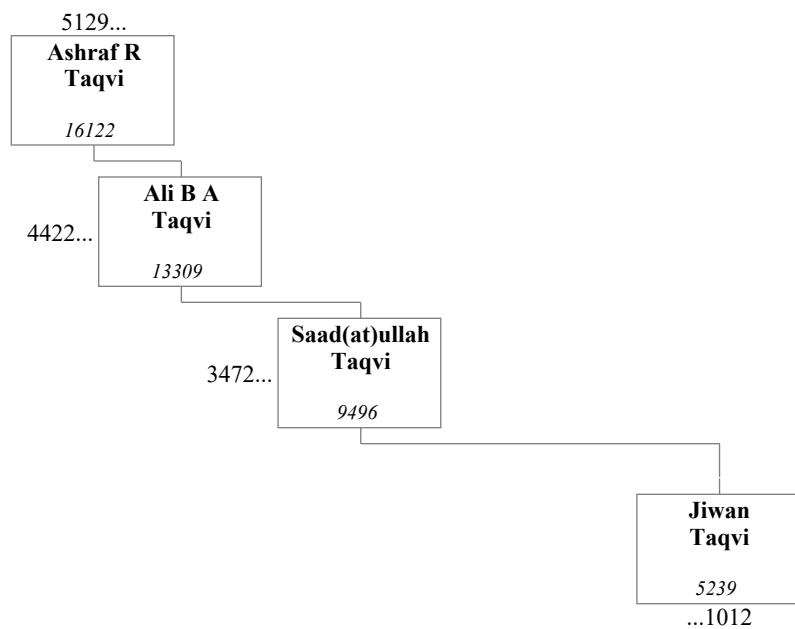 5129...
Ashraf R
Taqvi
16122
Ali B A
Taqvi
4422...
13309
Saad(at)ullah
Taqvi
3472...
9496
Jiwan
Taqvi
5239
...1012